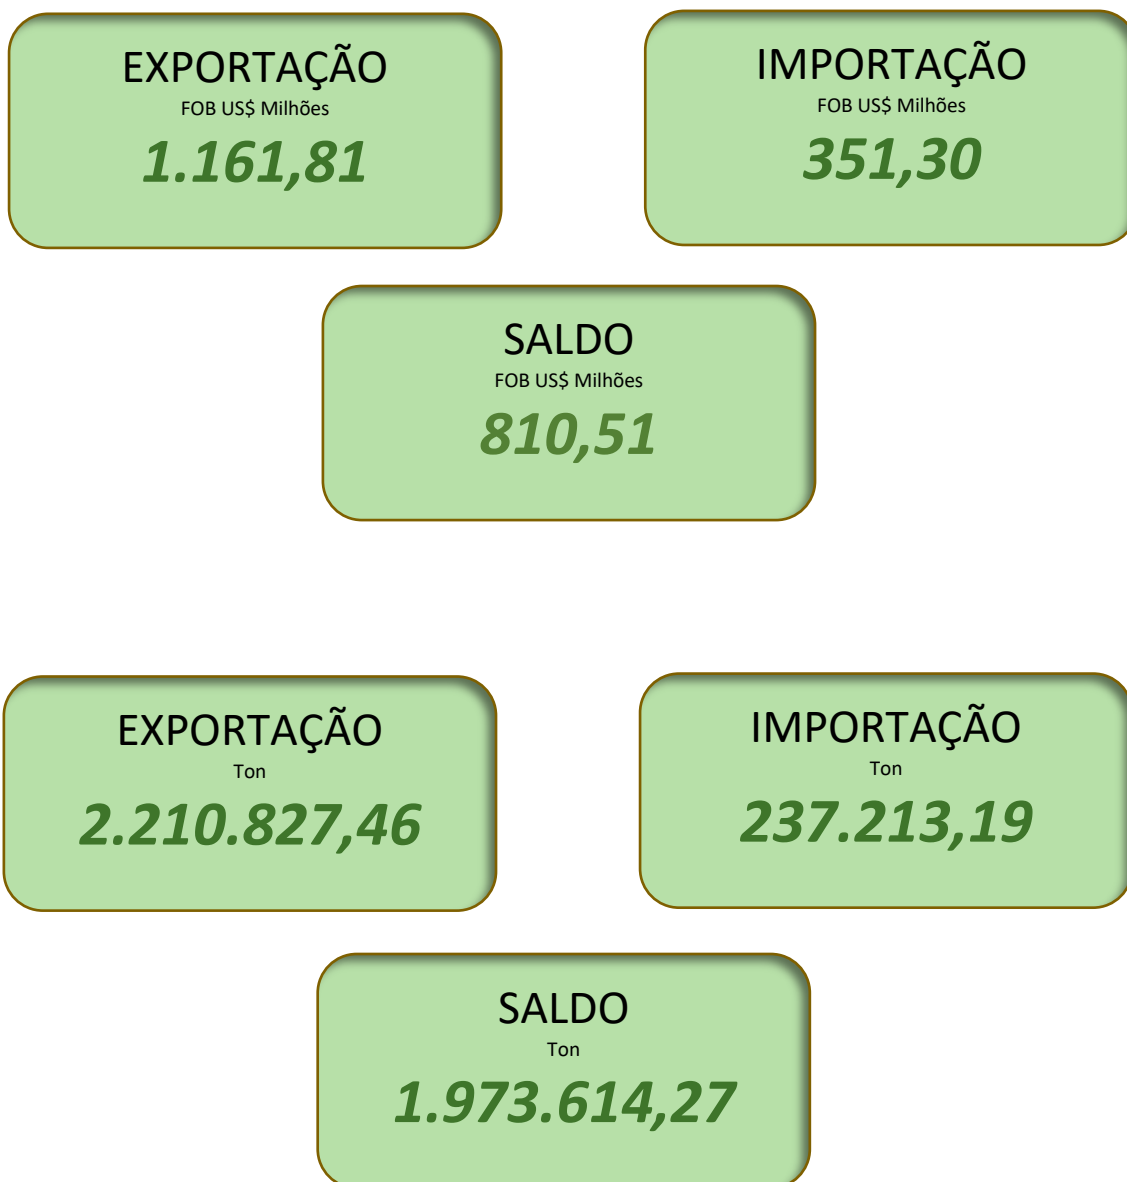 EXPORTAÇÃO
FOB US$ Milhões
1.161,81
IMPORTAÇÃO
FOB US$ Milhões
351,30
SALDO
FOB US$ Milhões
810,51
EXPORTAÇÃO
Ton
2.210.827,46
IMPORTAÇÃO
Ton
237.213,19
SALDO
Ton
1.973.614,27